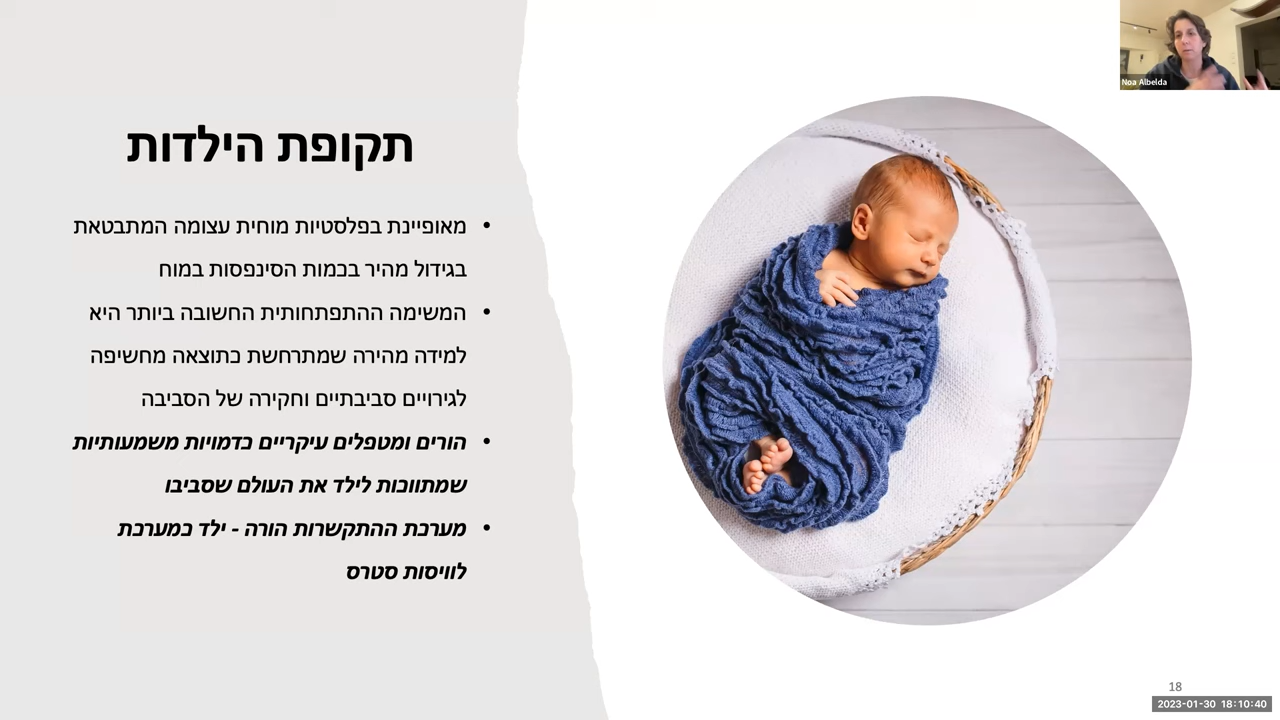 Noa Albelda
תקופת הילדות
• מאופיינת בפלסטיות מוחית עצומה המתבטאת
בגידול מהיר בכמות הסינפסות במוח
• המשימה ההתפתחותית החשובה ביותר היא
למידה מהירה שמתרחשת כתוצאה מחשיפה
לגירויים סביבתיים וחקירה של הסביבה
• הורים ומטפלים עיקריים כדמויות משמעותיות
שמתווכות לילד את העולם שסביבו
• מערכת ההתקשרות הורה - ילד כמערכת
לוויסות סטרס
18
2023-01-30 18:10:40